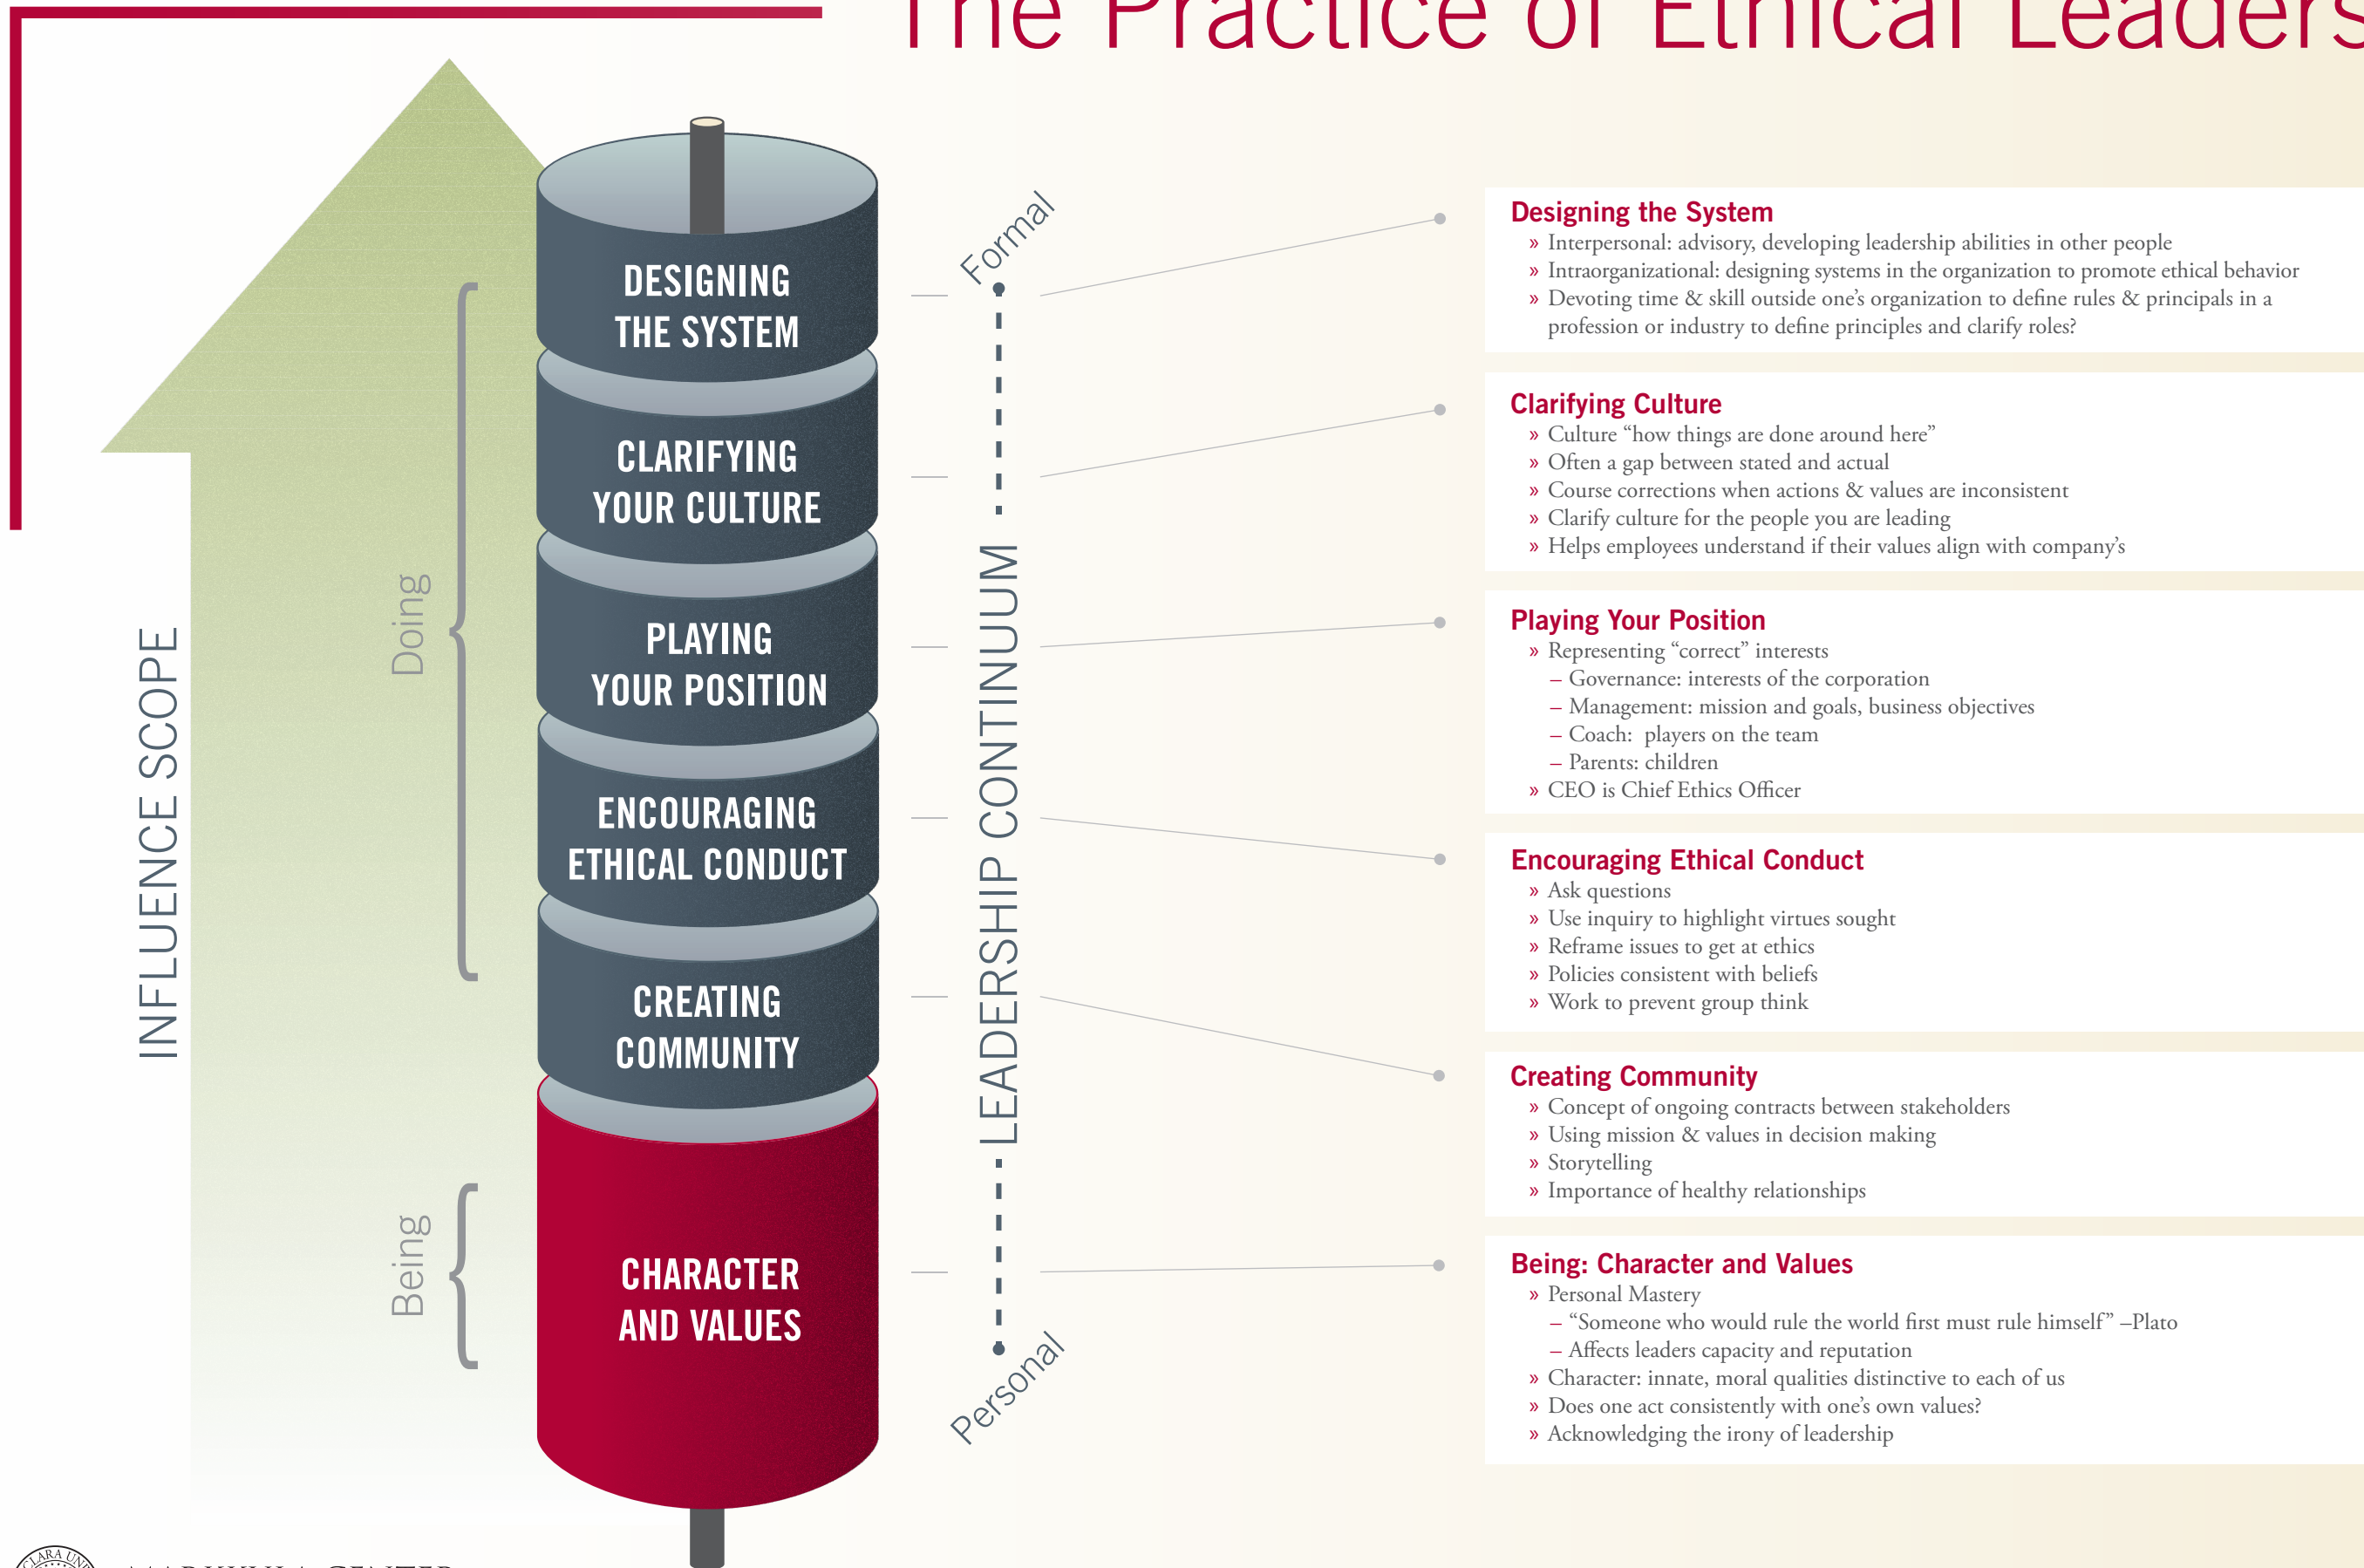 The Practice of Ethical Leaders
INFLUENCE SCOPE
Doing
Being
DESIGNING
THE SYSTEM
CLARIFYING
YOUR CULTURE
PLAYING
YOUR POSITION
ENCOURAGING
ETHICAL CONDUCT
CREATING
COMMUNITY
CHARACTER
AND VALUES
Formal
LEADERSHIP CONTINUUM
Personal
Designing the System
» Interpersonal: advisory, developing leadership abilities in other people
» Intraorganizational: designing systems in the organization to promote ethical behavior
» Devoting time & skill outside one’s organization to define rules & principals in a
profession or industry to define principles and clarify roles?
Clarifying Culture
» Culture “how things are done around here”
» Often a gap between stated and actual
» Course corrections when actions & values are inconsistent
» Clarify culture for the people you are leading
» Helps employees understand if their values align with company’s
Playing Your Position
» Representing “correct” interests
– Governance: interests of the corporation
– Management: mission and goals, business objectives
– Coach: players on the team
– Parents: children
» CEO is Chief Ethics Officer
Encouraging Ethical Conduct
» Ask questions
» Use inquiry to highlight virtues sought
» Reframe issues to get at ethics
» Policies consistent with beliefs
» Work to prevent group think
Creating Community
» Concept of ongoing contracts between stakeholders
» Using mission & values in decision making
» Storytelling
» Importance of healthy relationships
Being: Character and Values
» Personal Mastery
– “Someone who would rule the world first must rule himself” –Plato
– Affects leaders capacity and reputation
» Character: innate, moral qualities distinctive to each of us
» Does one act consistently with one’s own values?
» Acknowledging the irony of leadership
CLARA UN
MARKKULA CENTER